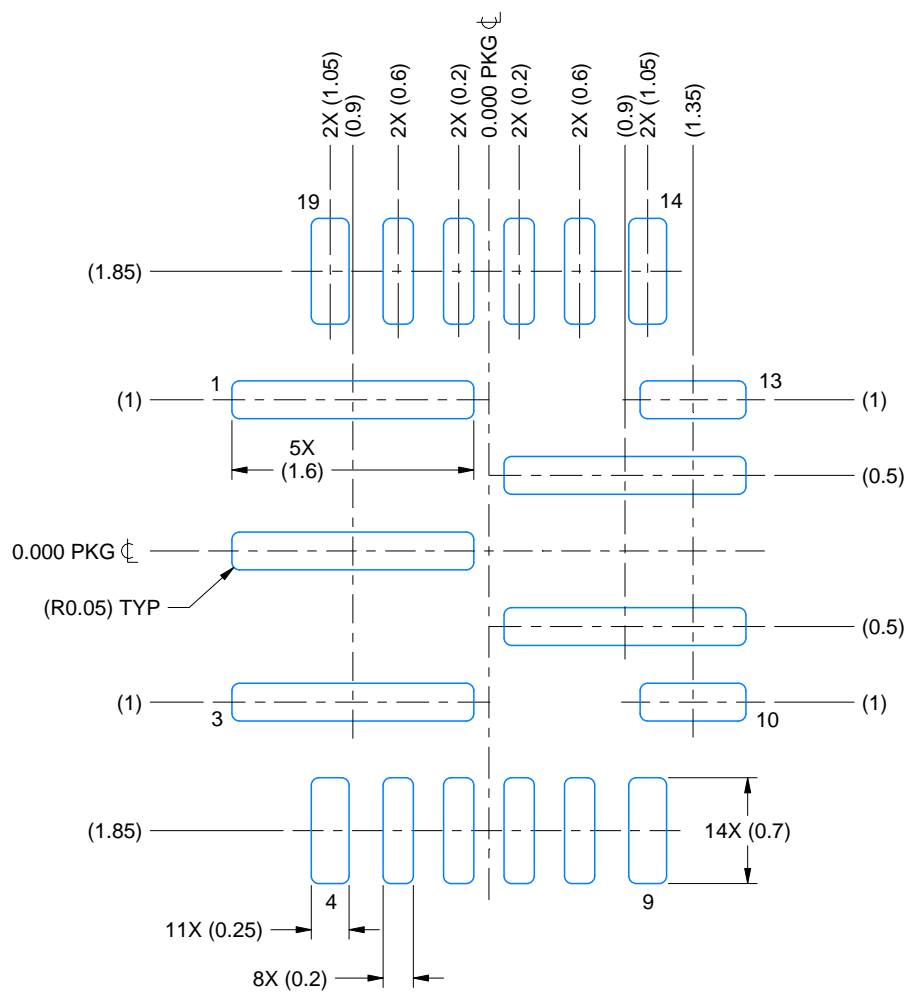 2X (1.05)
(0.9)
2X (0.6)
2X (0.2)
0.000 PKG ℄
2X (0.2)
2X (0.6)
(0.9)
2X (1.05)
(1.35)
19
14
(1.85)
1
13
(1)
(1)
5X
(1.6)
(0.5)
0.000 PKG ℄
(R0.05) TYP
(0.5)
(1)
(1)
3
10
(1.85)
14X (0.7)
4
9
11X (0.25)
8X (0.2)